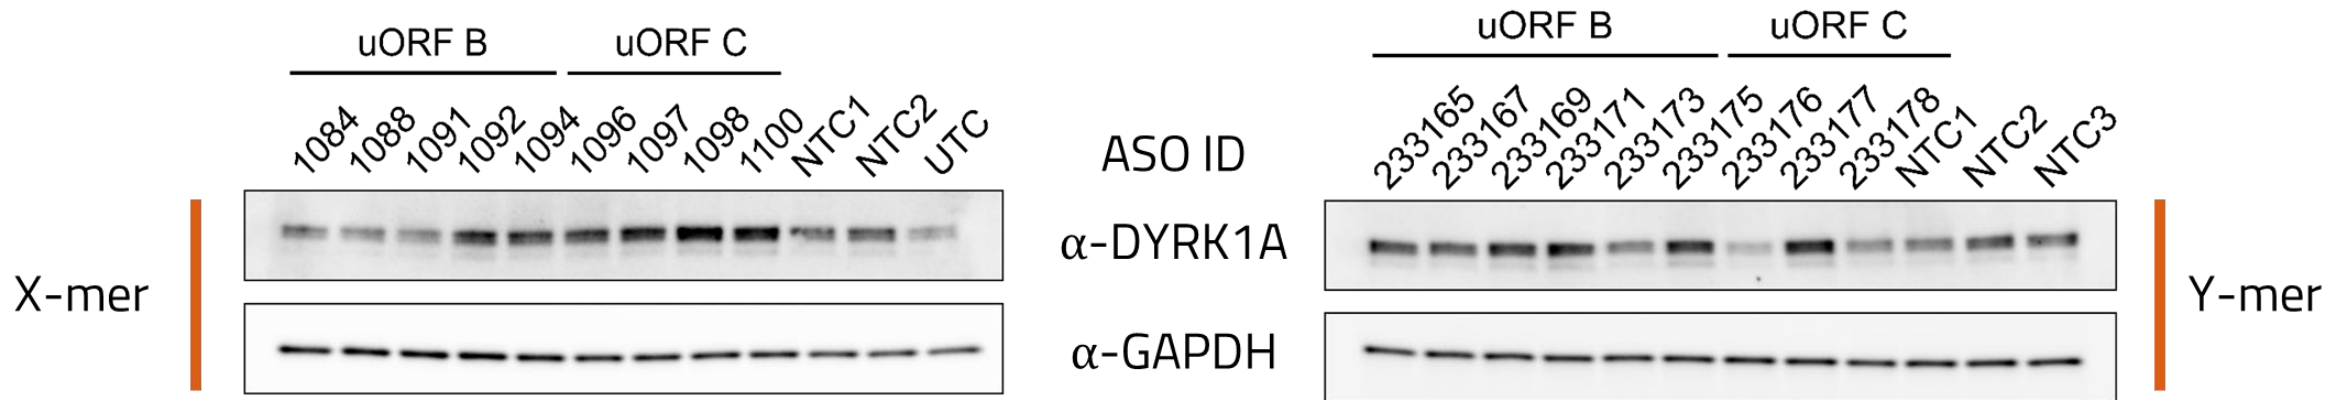 uORF B
uORF C
1084
1088
1091
1092
1094
1096
1097
1098
1100
NTC1
NTC2
UTC
X-mer
ASO ID
α-DYRK1A
α-GAPDH
uORF B
uORF C
233165
233167
233169
233171
233173
233175
233176
233177
233178
NTC1
NTC2
NTC3
Y-mer